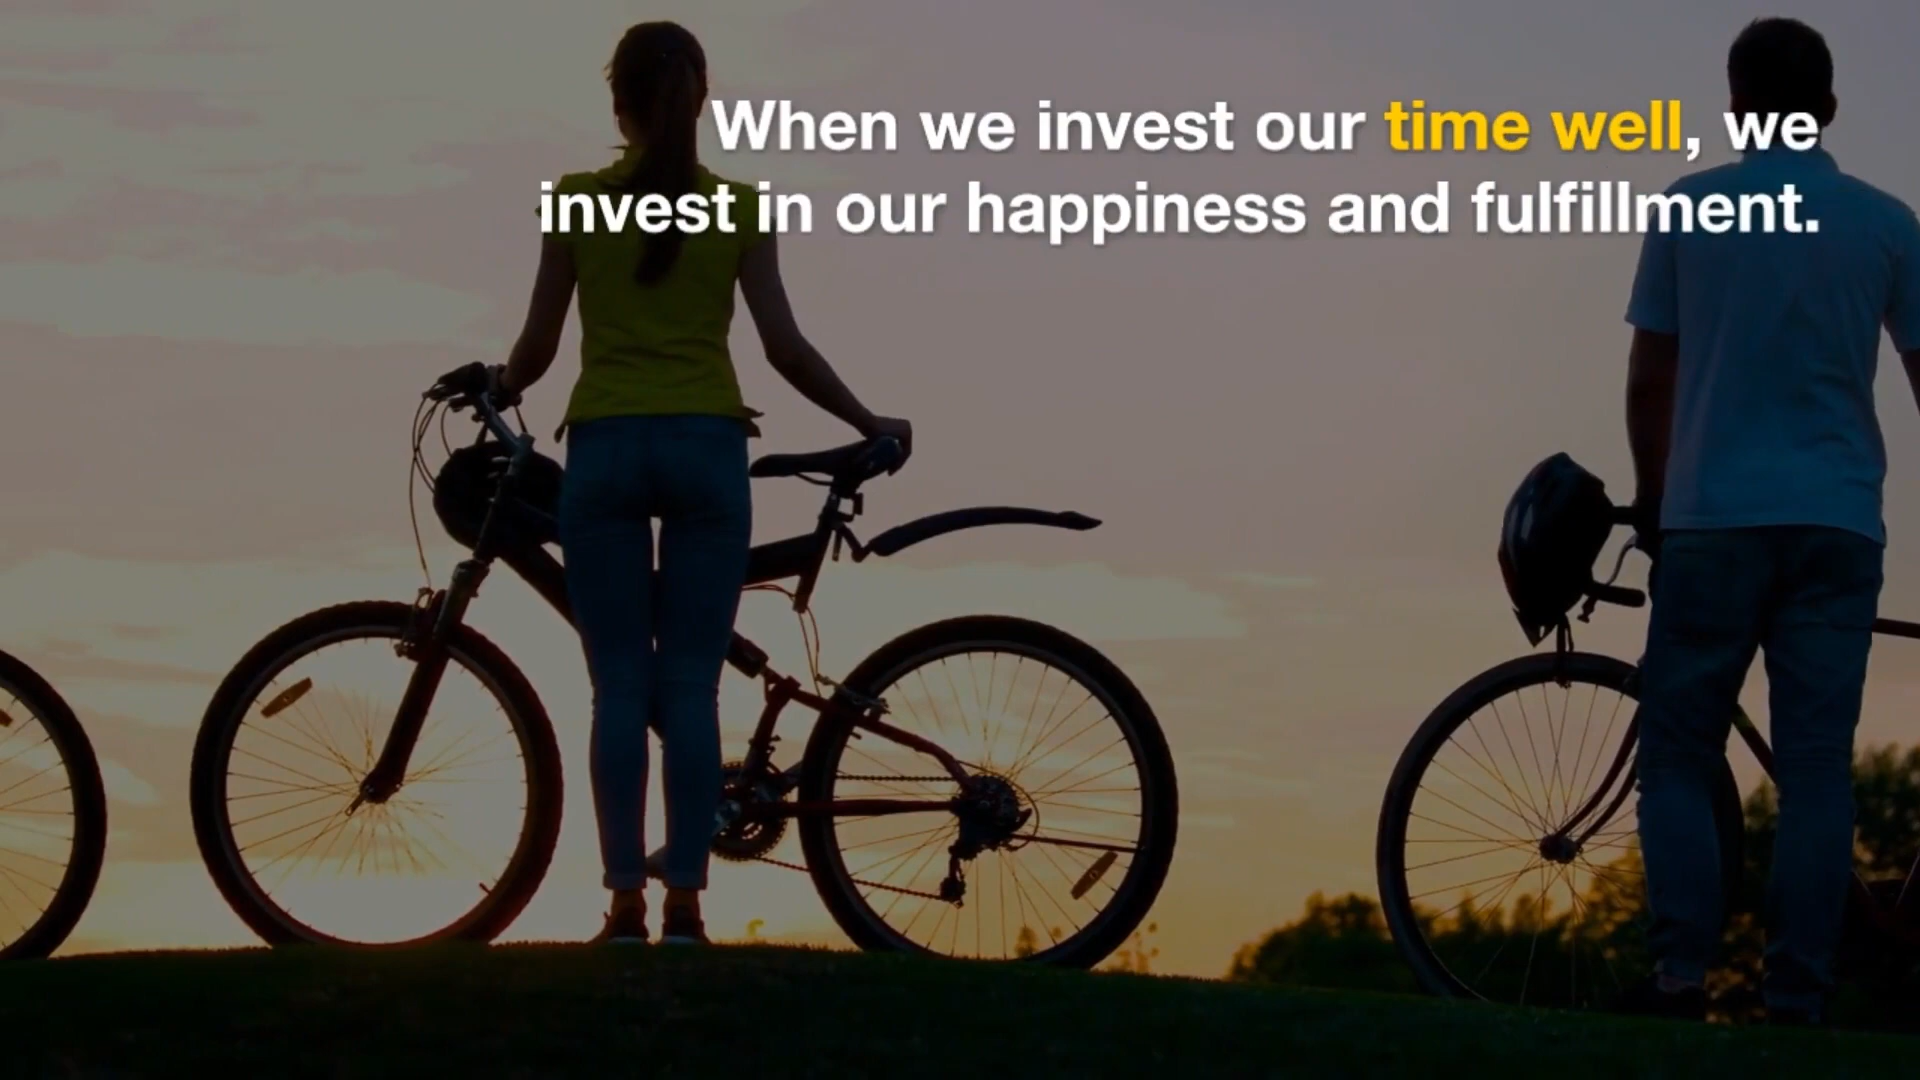 When we invest our time well, we
invest in our happiness and fulfillment.